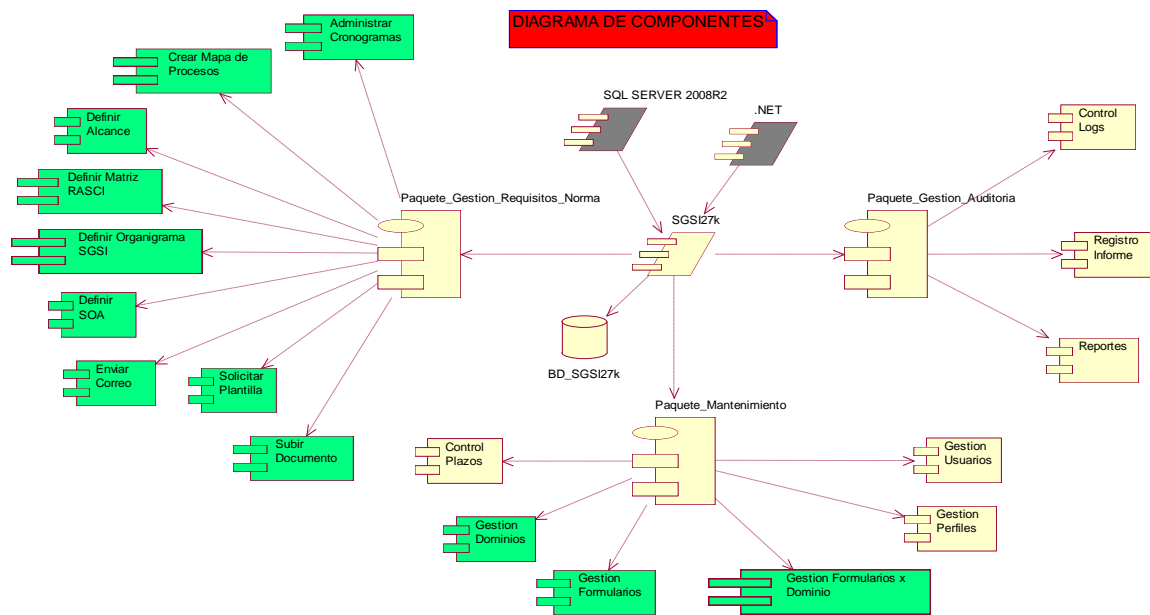 DIAGRAMA DE COMPONENTES
Administrar
Cronogramas
Crear Mapa de
Procesos
SQL SERVER 2008R2
.NET
Definir
Alcance
Control
Logs
Definir Matriz
RASCI
Paquete_Gestion_Requisitos_Norma
SGSI27k
Paquete_Gestion_Auditoria
Definir Organigrama
SGSI
Registro
Informe
Definir
SOA
BD_SGSI27k
Reportes
Enviar
Correo
Solicitar
Plantilla
Paquete_Mantenimiento
Subir
Documento
Control
Plazos
Gestion
Usuarios
Gestion
Dominios
Gestion
Perfiles
Gestion
Formularios
Gestion Formularios x
Dominio